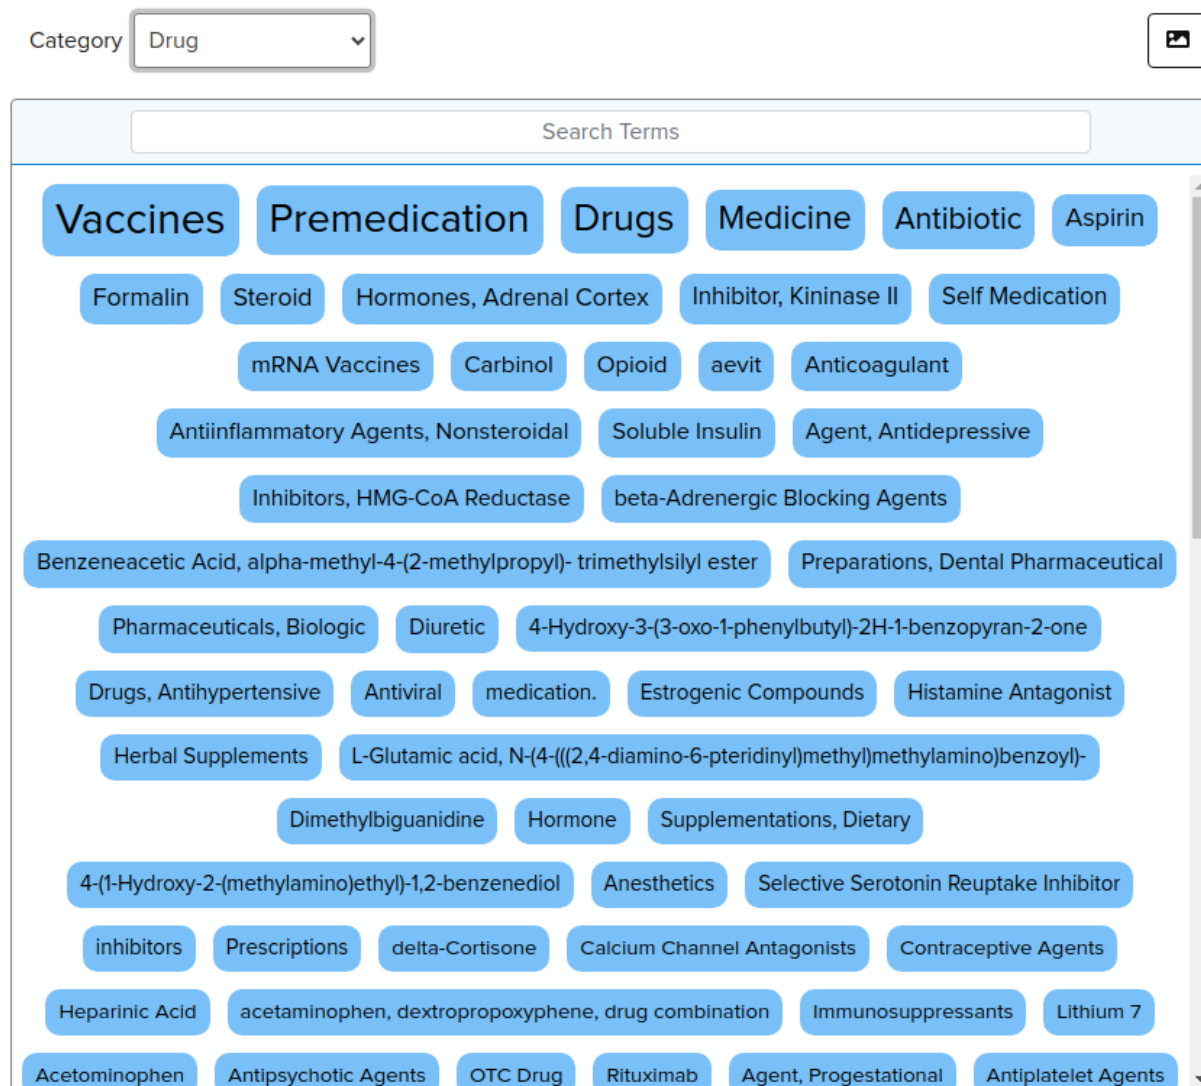 Category Drug
Search Terms
Vaccines Premedication Drugs Medicine Antibiotic Aspirin
Formalin Steroid Hormones, Adrenal Cortex Inhibitor, Kininase II Self Medication
mRNA Vaccines Carbinol Opioid aevit Anticoagulant
Antiinflammatory Agents, Nonsteroidal Soluble Insulin Agent, Antidepressive
Inhibitors, HMG-CoA Reductase beta-Adrenergic Blocking Agents
Benzeneacetic Acid, alpha-methyl-4-(2-methylpropyl)- trimethylsilyl ester Preparations, Dental Pharmaceutical
Pharmaceuticals, Biologic Diuretic 4-Hydroxy-3-(3-oxo-1-phenylbutyl)-2H-1-benzopyran-2-one
Drugs, Antihypertensive Antiviral medication. Estrogenic Compounds Histamine Antagonist
Herbal Supplements L-Glutamic acid, N-(4-(((2,4-diamino-6-pteridinyl)methyl)methylamino)benzoyl)-
Dimethylbiguanidine Hormone Supplementations, Dietary
4-(1-Hydroxy-2-(methylamino)ethyl)-1,2-benzenediol Anesthetics Selective Serotonin Reuptake Inhibitor
inhibitors Prescriptions delta-Cortisone Calcium Channel Antagonists Contraceptive Agents
Heparinic Acid acetaminophen, dextropropoxyphene, drug combination Immunosuppressants Lithium 7
Acetominophen Antipsychotic Agents OTC Drug Rituximab Agent, Progestational Antiplatelet Agents